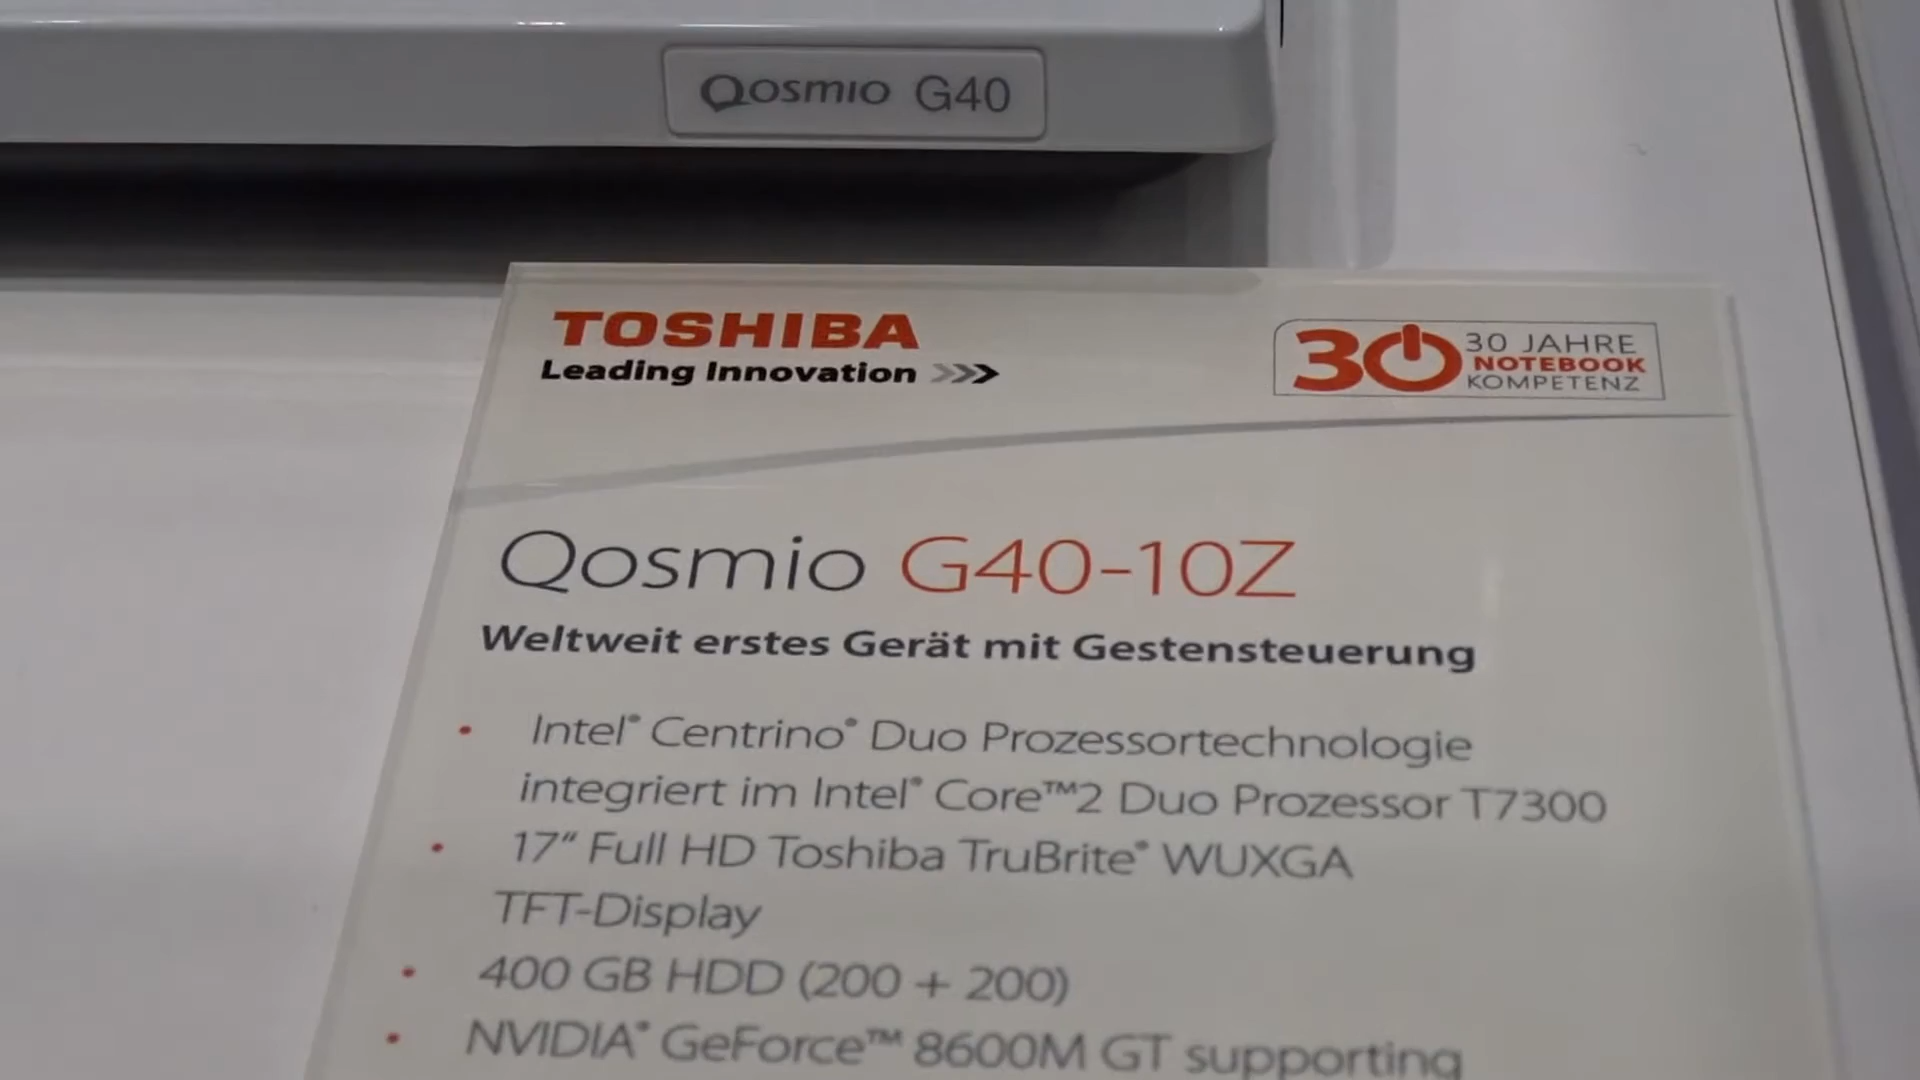 Qosmio G40
TOSHIBA
Leading Innovation >>>
30
30 JAHRE
NOTEBOOK
KOMPETENZ
Qosmio G40-10Z
Weltweit erstes Gerät mit Gestensteuerung
• Intel® Centrino® Duo Prozessortechnologie
integriert im Intel® Core™2 Duo Prozessor T7300
• 17“ Full HD Toshiba TruBrite® WUXGA
TFT-Display
• 400 GB HDD (200 + 200)
• NVIDIA® GeForce™ 8600M GT supporting